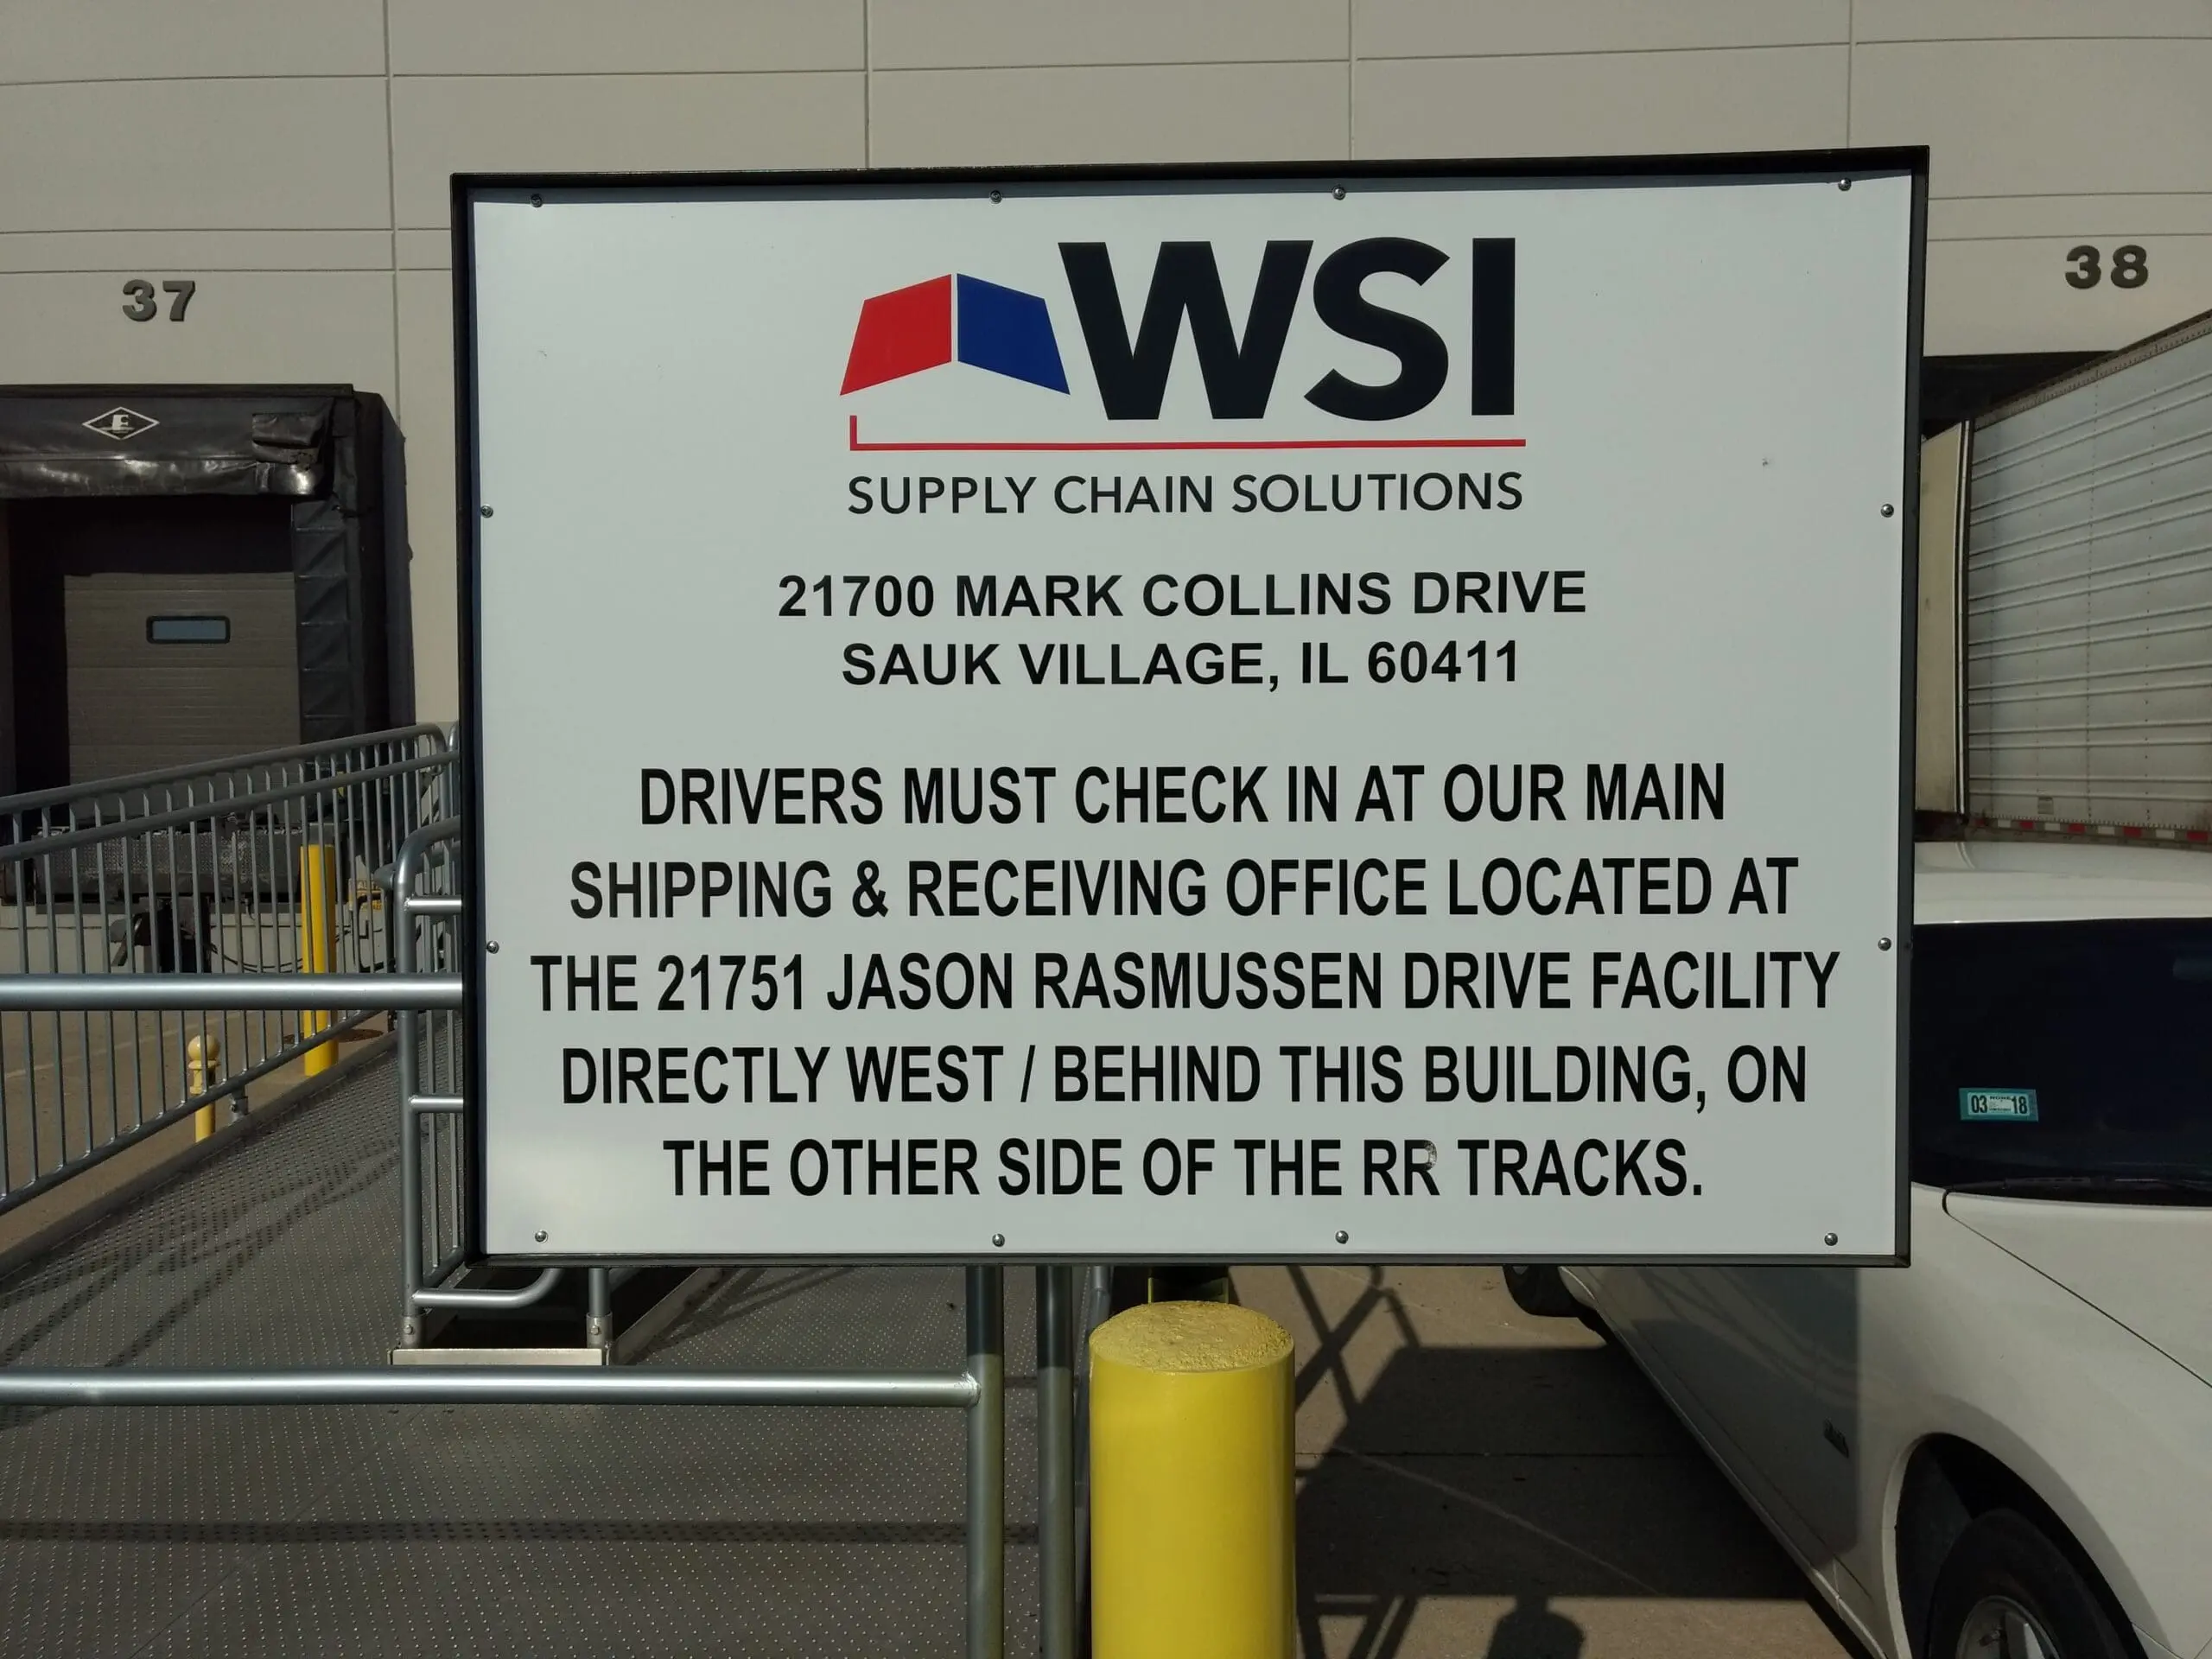 37
38
WSI
SUPPLY CHAIN SOLUTIONS
21700 MARK COLLINS DRIVE
SAUK VILLAGE, IL 60411
DRIVERS MUST CHECK IN AT OUR MAIN
SHIPPING & RECEIVING OFFICE LOCATED AT
THE 21751 JASON RASMUSSEN DRIVE FACILITY
DIRECTLY WEST / BEHIND THIS BUILDING, ON
THE OTHER SIDE OF THE RR TRACKS.
03 18